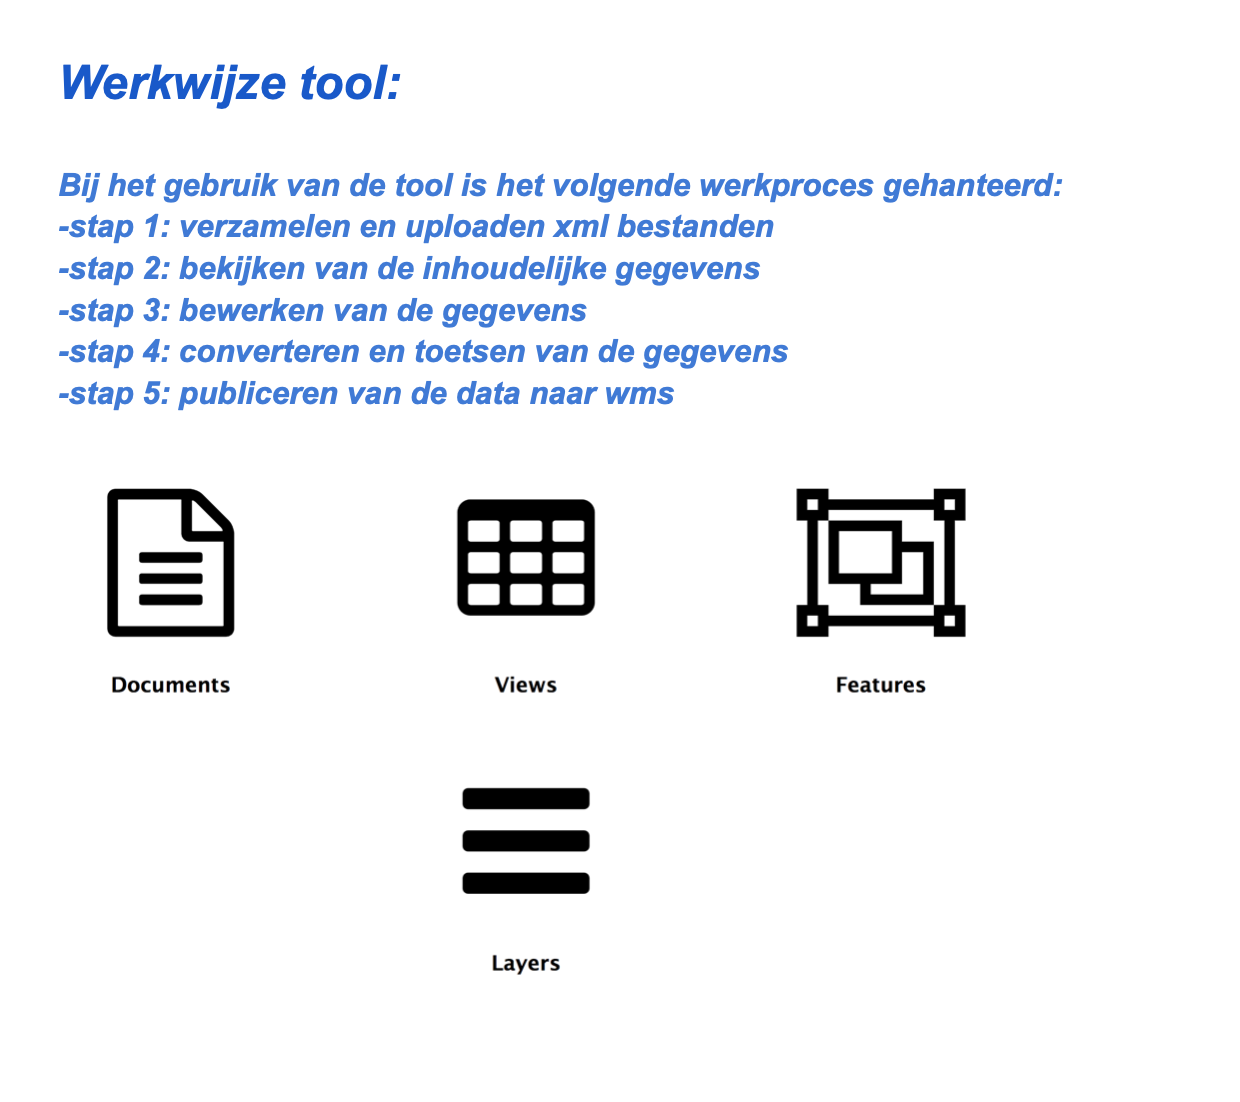 Werkwijze tool:
Bij het gebruik van de tool is het volgende werkproces gehanteerd:
-stap 1: verzamelen en uploaden xml bestanden
-stap 2: bekijken van de inhoudelijke gegevens
-stap 3: bewerken van de gegevens
-stap 4: converteren en toetsen van de gegevens
-stap 5: publiceren van de data naar wms
Documents
Views
Features
Layers